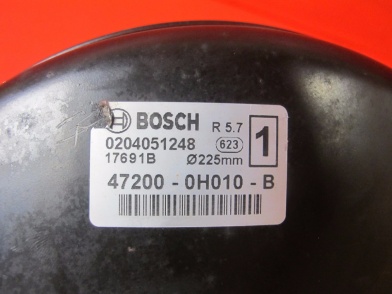 BOSCH R 5.7
0204051248 623 1
17691B Ø225mm
47200 - 0H010 - B